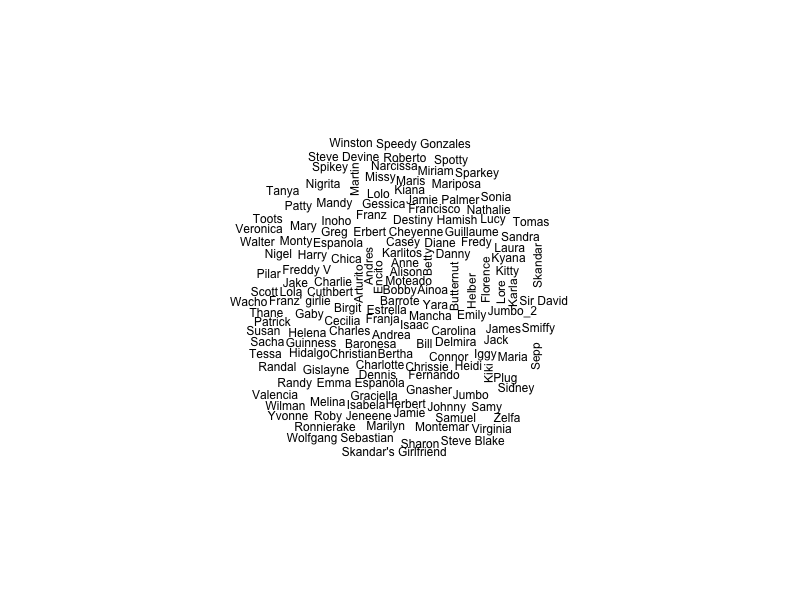 Winston Speedy Gonzales
Steve Devine Roberto Spotty
Spikey Martin Narcissa Miriam Sparkey
Nigrita Missy Maris Mariposa
Tanya Lolo Kiana
Patty Mandy Gessica Jamie Palmer Sonia
Franz Francisco Nathalie
Toots Inoho Destiny Hamish Lucy Tomas
Veronica Mary Greg Erbert Cheyenne Guillaume
Walter Monty Espanola Casey Diane Fredy Sandra
Nigel Harry Chica Andres Karlitos Betty Danny Laura Skandar
Anne Kyana
Pilar Freddy V Encito Alison Butternut Florence Kitty
Jake Charlie Arturito Moteado Helber Lore Karla
Scott Lola Cuthbert Bobby Ainoa
Wacho Franz' girlie Barrote Yara Sir David
Thane Gaby Birgit Estrella Mancha Emily Jumbo_2
Patrick Cecilia Franja Isaac
Susan Helena Charles Andrea Carolina James Smiffy
Sacha Guinness Baronesa Bill Delmira Jack
Tessa Hidalgo Christian Bertha Connor Iggy Maria Sepp
Randal Gislayne Charlotte Chrissie Heidi
Dennis Fernando Kiki Plug
Randy Emma Espanola Gnasher Sidney
Valencia Graciella Jumbo
Wilman Melina Isabela Herbert Johnny Samy
Yvonne Roby Jeneene Jamie Samuel Zelfa
Ronnierake Marilyn Montemar Virginia
Wolfgang Sebastian Sharon Steve Blake
Skandar's Girlfriend